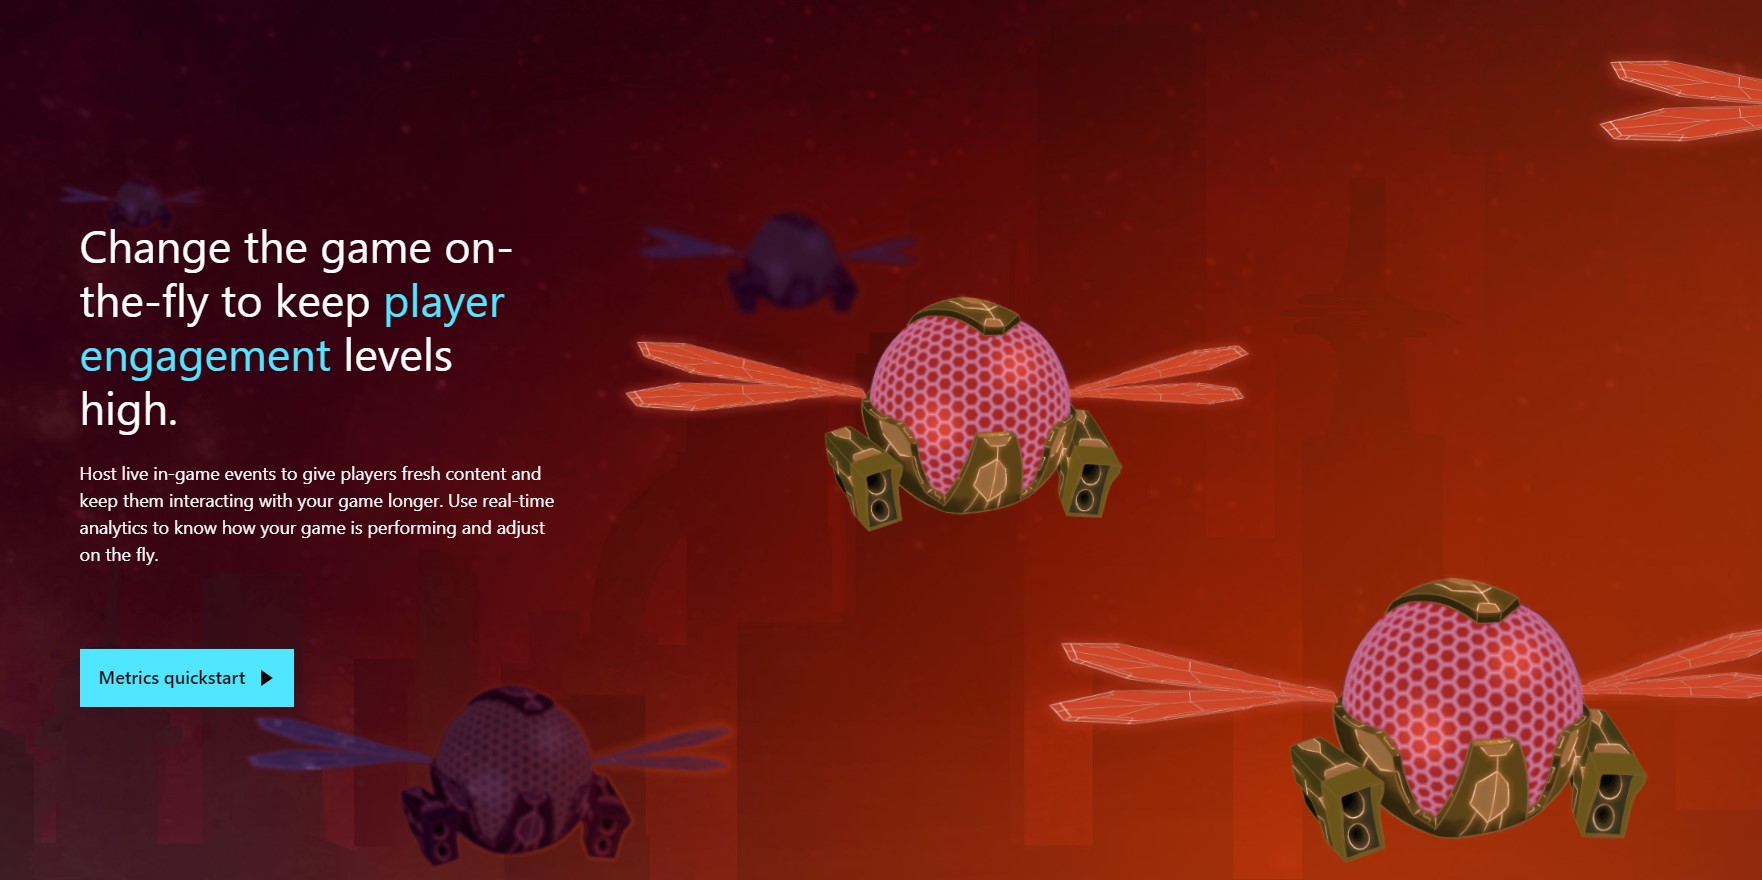 Change the game on-
the-fly to keep player
engagement levels
high.
Host live in-game events to give players fresh content and
keep them interacting with your game longer. Use real-time
analytics to know how your game is performing and adjust
on the fly.
Metrics quickstart